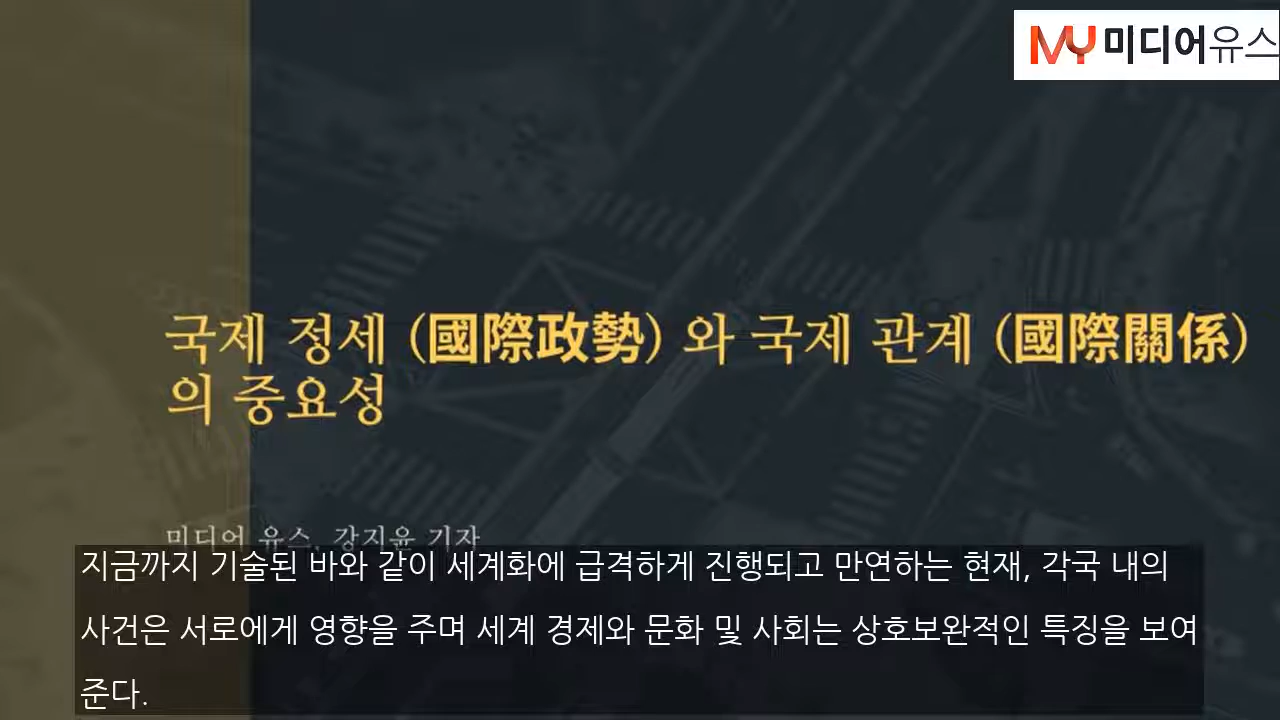 MY 미디어유스
국제 정세 (國際政勢) 와 국제 관계 (國際關係)
의 중요성
미디어 유스, 강지윤 기자
지금까지 기술된 바와 같이 세계화에 급격하게 진행되고 만연하는 현재, 각국 내의
사건은 서로에게 영향을 주며 세계 경제와 문화 및 사회는 상호보완적인 특징을 보여
준다.